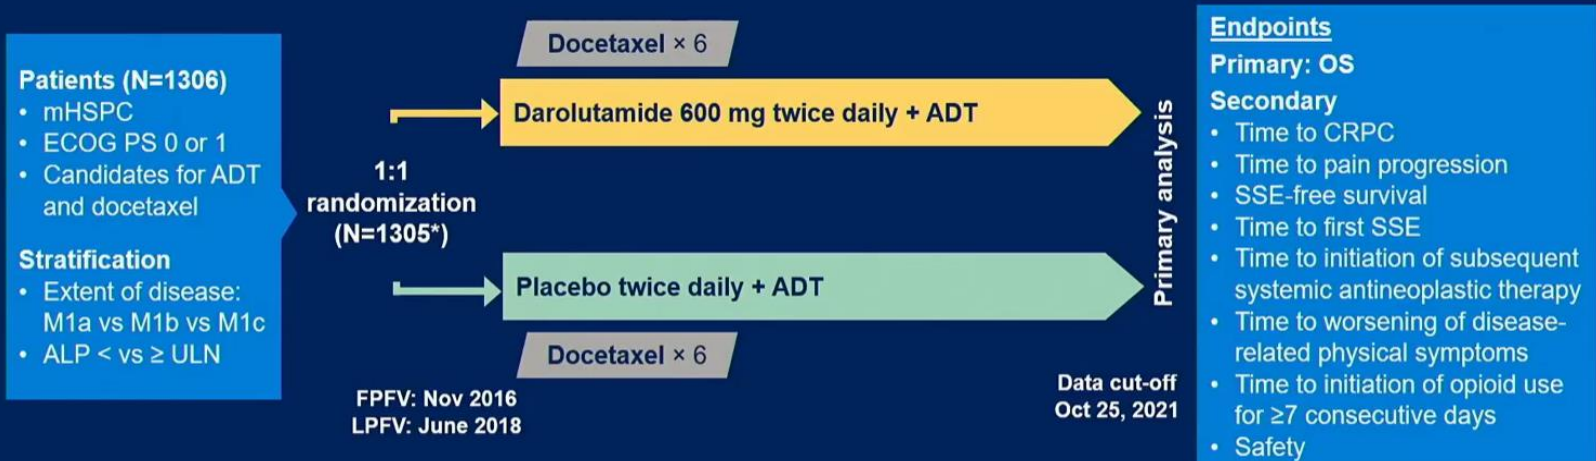 Patients (N=1306)
• mHSPC
• ECOG PS 0 or 1
• Candidates for ADT
and docetaxel
Stratification
• Extent of disease:
M1a vs M1b vs M1c
• ALP < vs ≥ ULN
1:1
randomization
(N=1305*)
Docetaxel × 6
Darolutamide 600 mg twice daily + ADT
Placebo twice daily + ADT
Docetaxel × 6
FPFV: Nov 2016
LPFV: June 2018
Primary analysis
Data cut-off
Oct 25, 2021
Endpoints
Primary: OS
Secondary
• Time to CRPC
• Time to pain progression
• SSE-free survival
• Time to first SSE
• Time to initiation of subsequent
systemic antineoplastic therapy
• Time to worsening of disease-
related physical symptoms
• Time to initiation of opioid use
for ≥7 consecutive days
• Safety